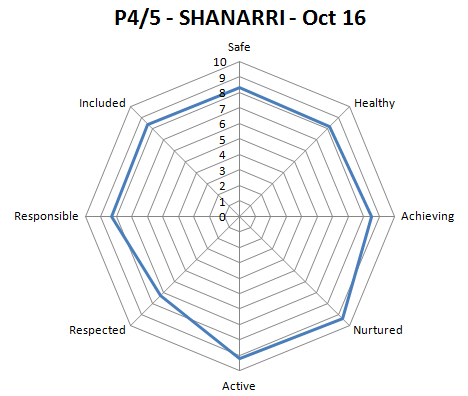 P4/5 - SHANARRI - Oct 16
Safe
10
9
8
7
6
5
4
3
2
1
0
Included
Healthy
Responsible
Achieving
Respected
Nurtured
Active